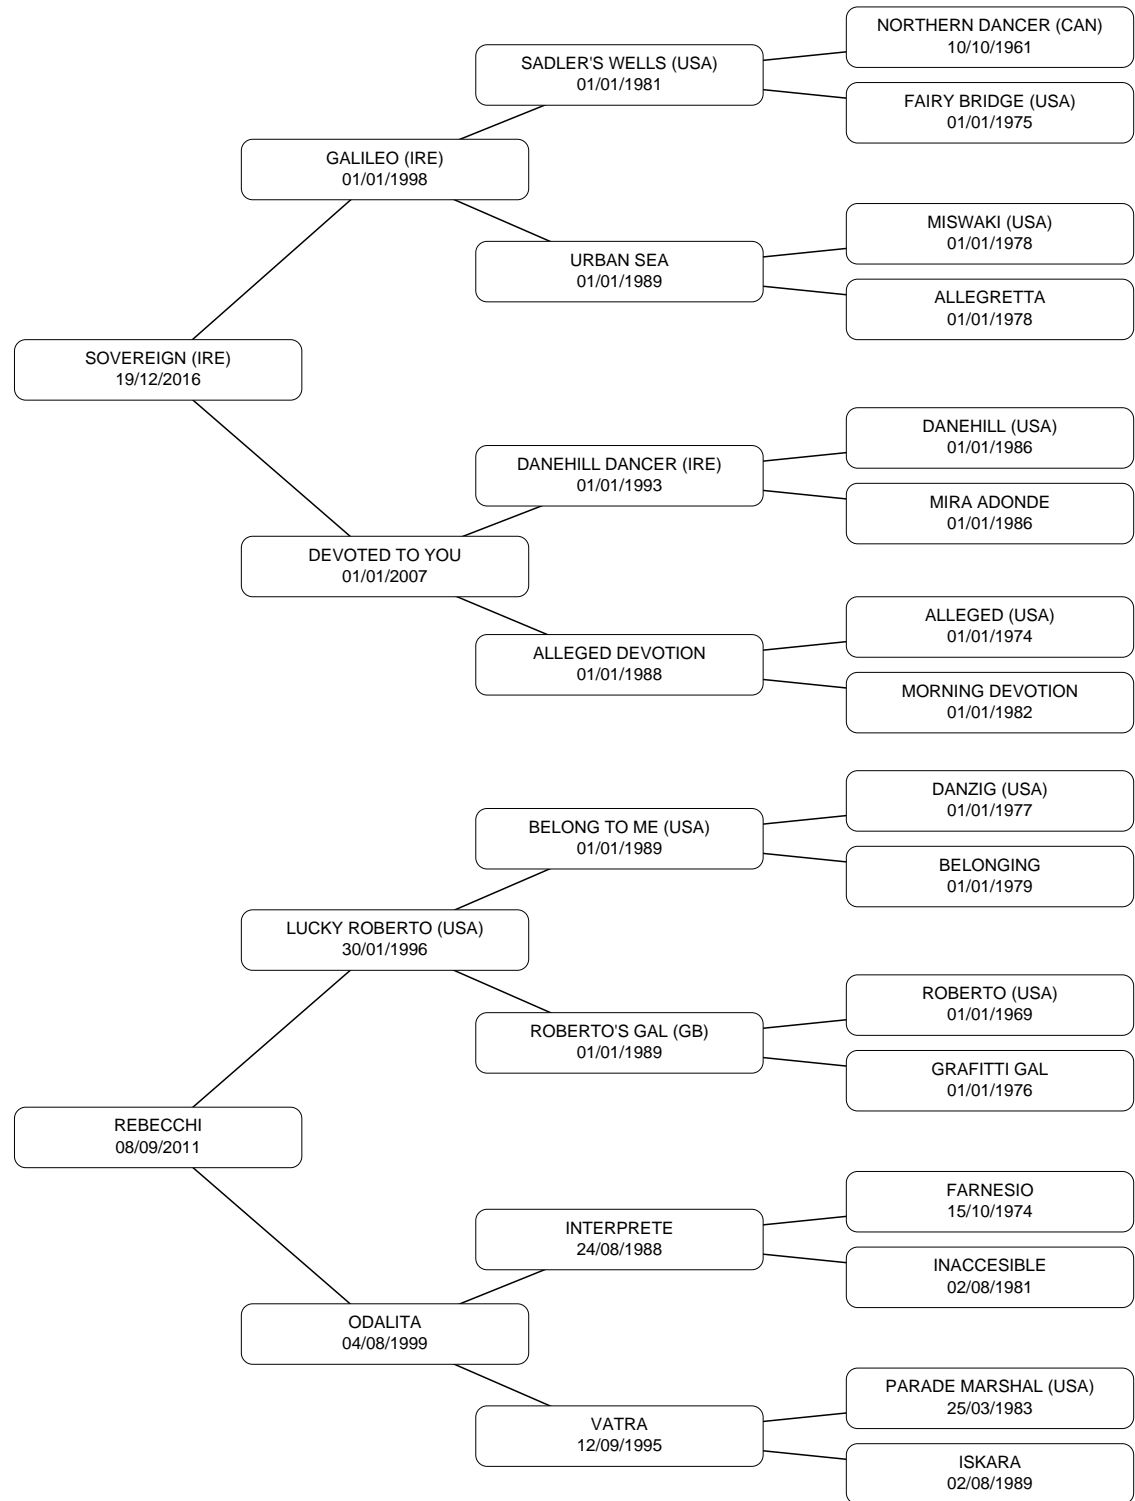 NORTHERN DANCER (CAN)
10/10/1961
SADLER'S WELLS (USA)
01/01/1981
FAIRY BRIDGE (USA)
01/01/1975
GALILEO (IRE)
01/01/1998
MISWAKI (USA)
01/01/1978
URBAN SEA
01/01/1989
ALLEGRETTA
01/01/1978
SOVEREIGN (IRE)
19/12/2016
DANEHILL (USA)
01/01/1986
DANEHILL DANCER (IRE)
01/01/1993
MIRA ADONDE
01/01/1986
DEVOTED TO YOU
01/01/2007
ALLEGED (USA)
01/01/1974
ALLEGED DEVOTION
01/01/1988
MORNING DEVOTION
01/01/1982
DANZIG (USA)
01/01/1977
BELONG TO ME (USA)
01/01/1989
BELONGING
01/01/1979
LUCKY ROBERTO (USA)
30/01/1996
ROBERTO (USA)
01/01/1969
ROBERTO'S GAL (GB)
01/01/1989
GRAFITTI GAL
01/01/1976
REBECCHI
08/09/2011
FARNESIO
15/10/1974
INTERPRETE
24/08/1988
INACCESIBLE
02/08/1981
ODALITA
04/08/1999
PARADE MARSHAL (USA)
25/03/1983
VATRA
12/09/1995
ISKARA
02/08/1989